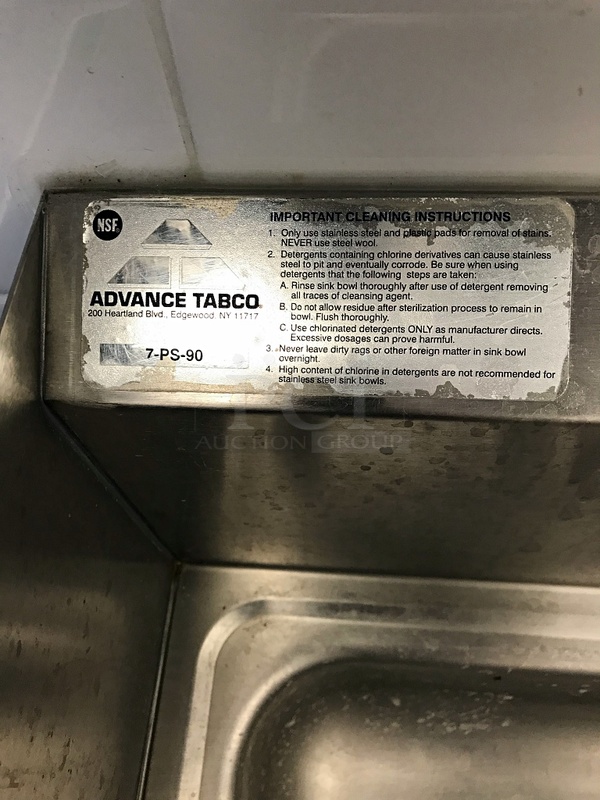 NSF
ADVANCE TABCO
200 Heartland Blvd., Edgewood, NY 11717
7-PS-90
IMPORTANT CLEANING INSTRUCTIONS
1. Only use stainless steel and plastic pads for removal of stains.
NEVER use steel wool.
2. Detergents containing chlorine derivatives can cause stainless
steel to pit and eventually corrode. Be sure when using
detergents that the following steps are taken:
A. Rinse sink bowl thoroughly after use of detergent removing
all traces of cleansing agent.
B. Do not allow residue after sterilization process to remain in
bowl. Flush thoroughly.
C. Use chlorinated detergents ONLY as manufacturer directs.
Excessive dosages can prove harmful.
3. Never leave dirty rags or other foreign matter in sink bowl
overnight.
4. High content of chlorine in detergents are not recommended for
stainless steel sink bowls.
PCI
AUCTION GROUP